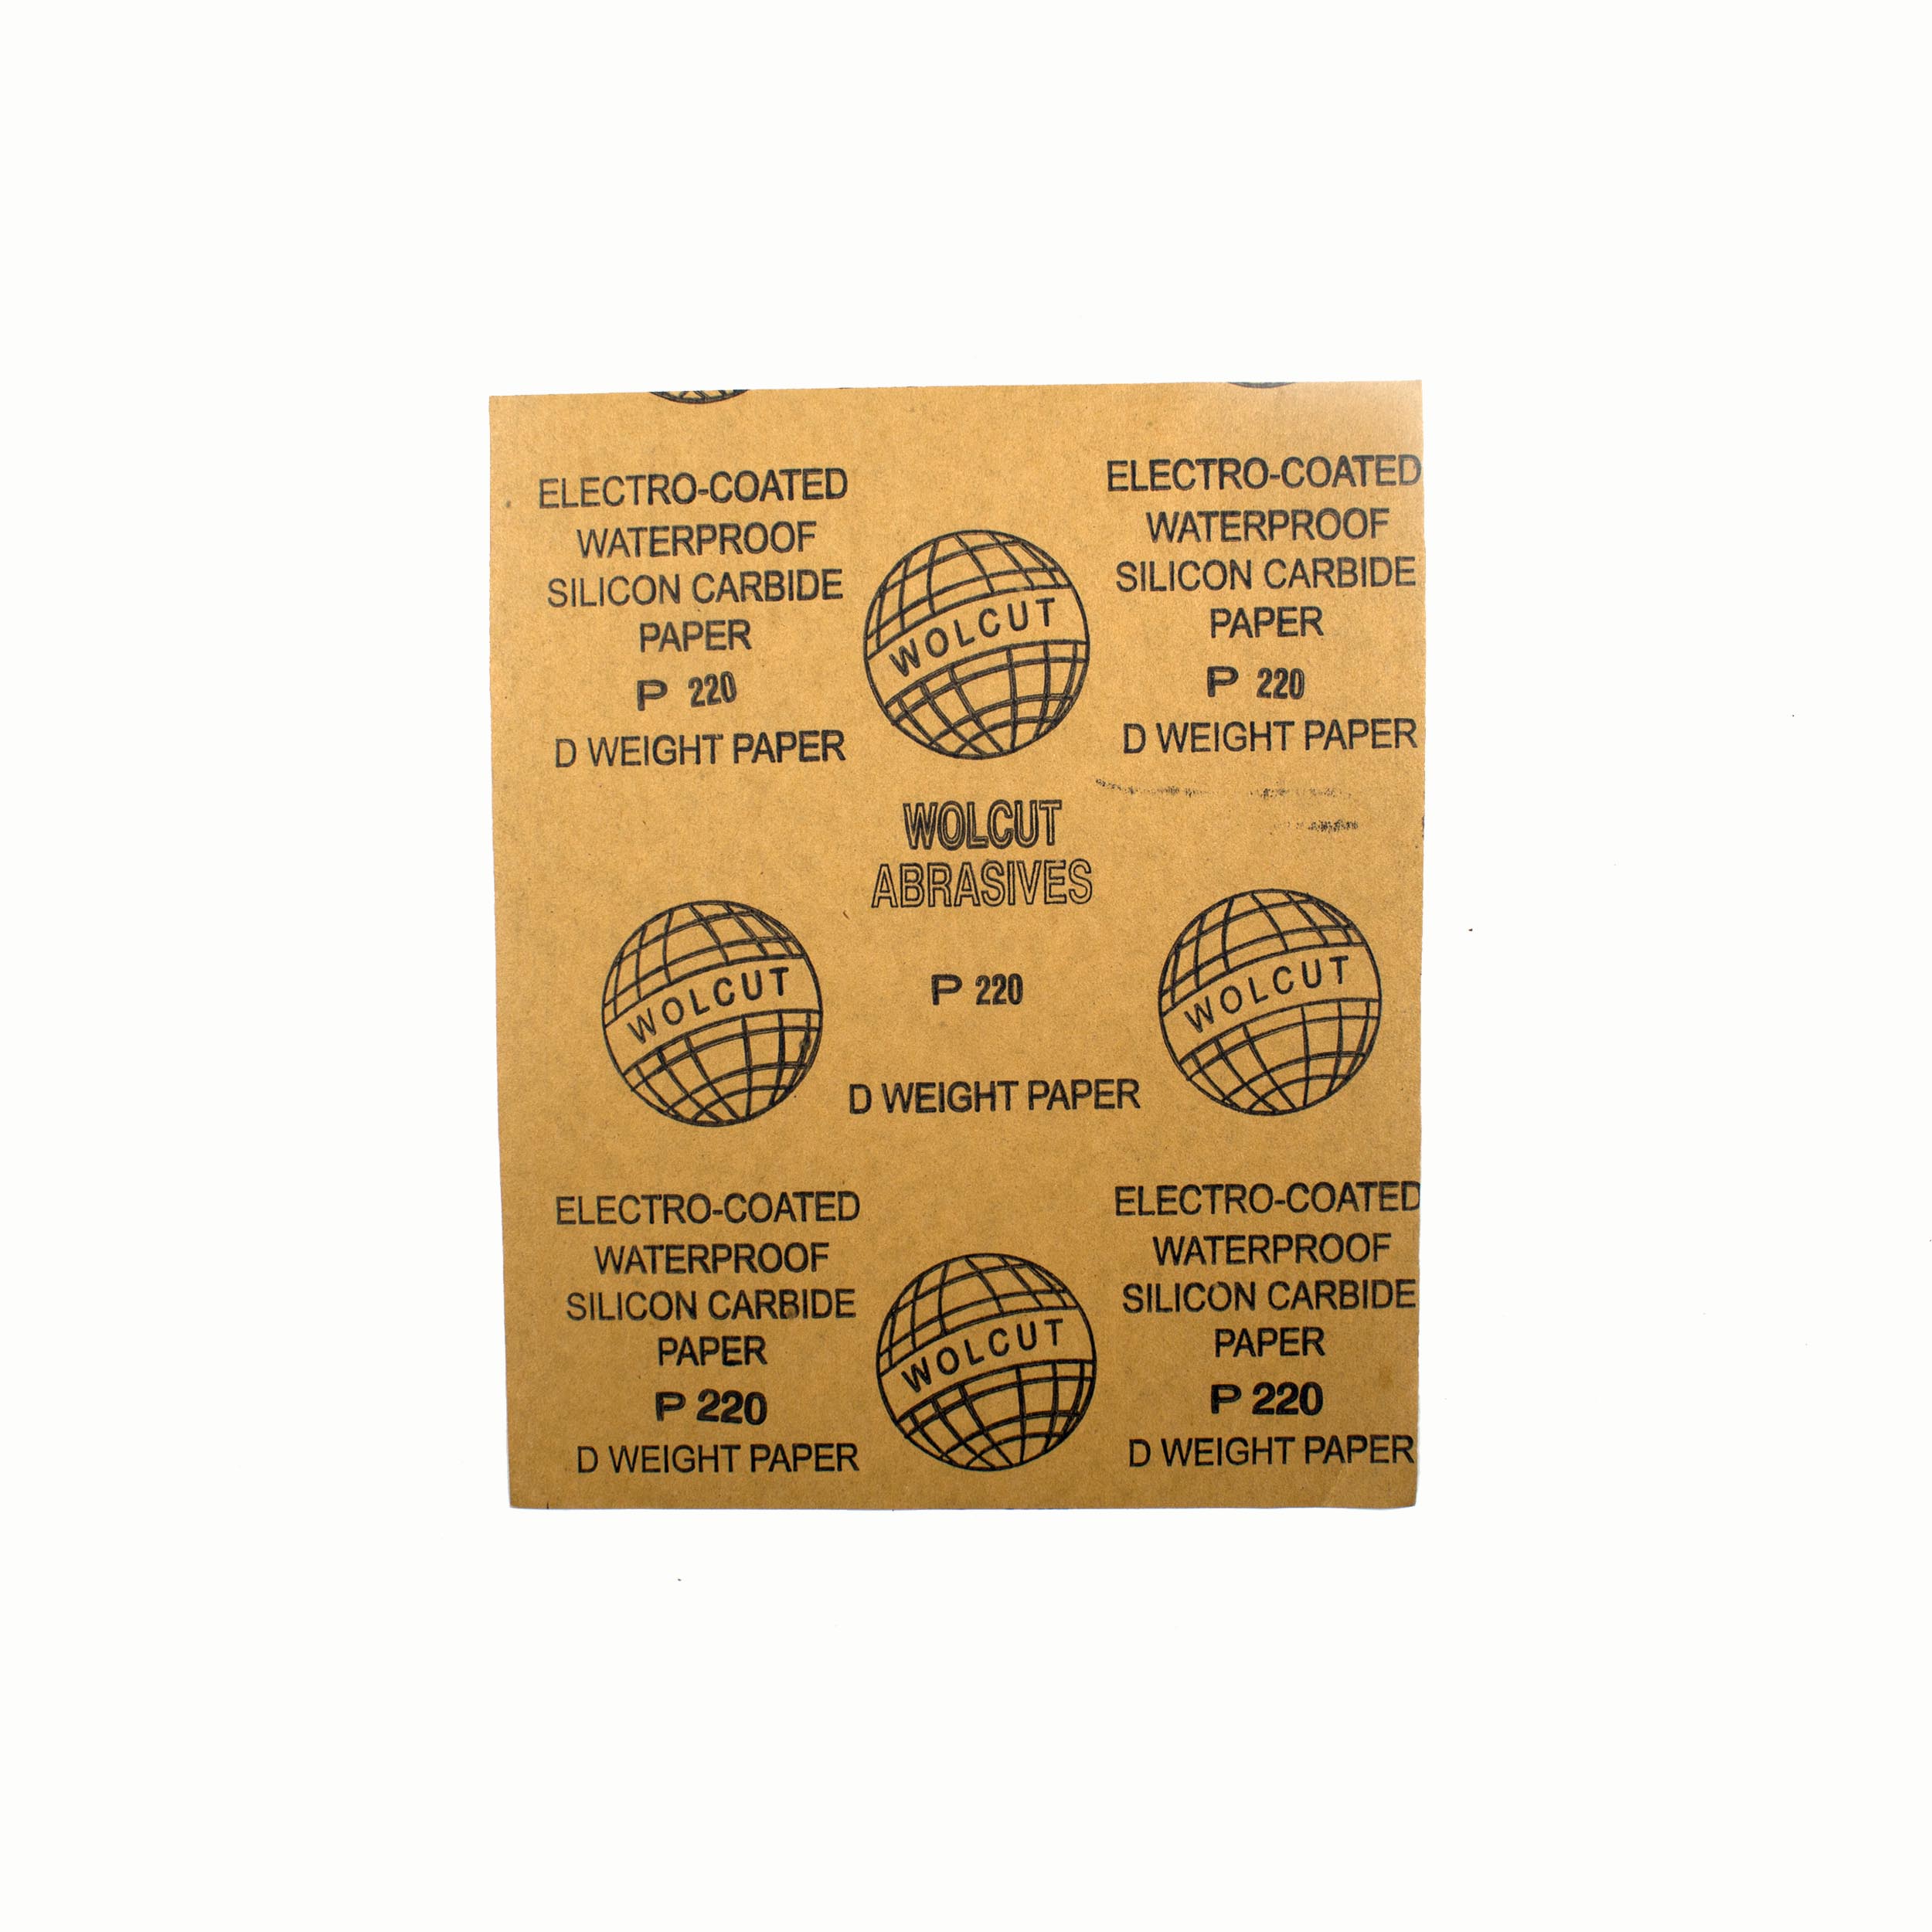 ELECTRO-COATED
WATERPROOF
SILICON CARBIDE
PAPER
P 220
D WEIGHT PAPER
WOLCUT
ELECTRO-COATED
WATERPROOF
SILICON CARBIDE
PAPER
P 220
D WEIGHT PAPER
WOLCUT
ABRASIVES
WOLCUT
P 220
D WEIGHT PAPER
WOLCUT
ELECTRO-COATED
WATERPROOF
SILICON CARBIDE
PAPER
P 220
D WEIGHT PAPER
WOLCUT
ELECTRO-COATED
WATERPROOF
SILICON CARBIDE
PAPER
P 220
D WEIGHT PAPER